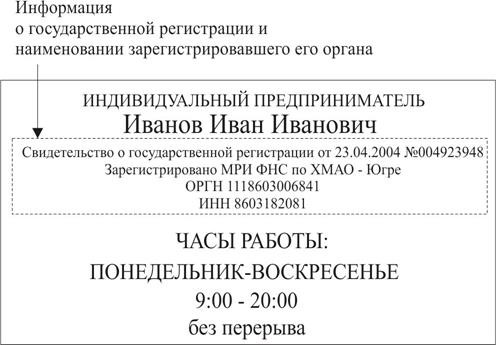 Информация
о государственной регистрации и
наименовании зарегистрировавшего его органа
ИНДИВИДУАЛЬНЫЙ ПРЕДПРИНИМАТЕЛЬ
Иванов Иван Иванович
Свидетельство о государственной регистрации от 23.04.2004 №004923948
Зарегистрировано МРИ ФНС по ХМАО - Югре
ОРГН 1118603006841
ИНН 8603182081
ЧАСЫ РАБОТЫ:
ПОНЕДЕЛЬНИК-ВОСКРЕСЕНЬЕ
9:00 - 20:00
без перерыва